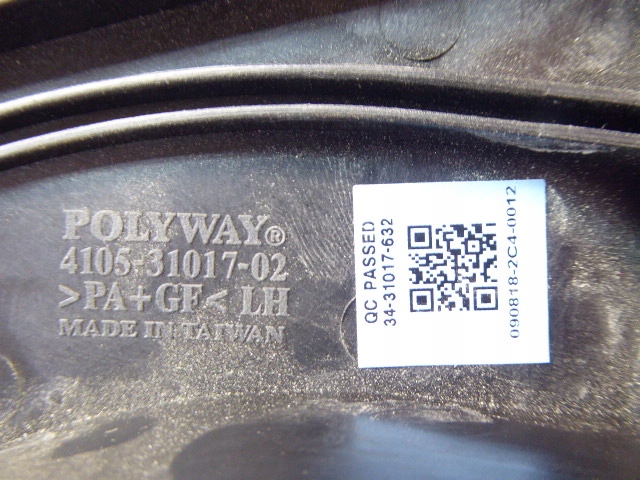 POLYWAY®
4105-31017-02
>PA+GF< LH
MADE IN TAIWAN
QC PASSED
34-31017-632
090818-2C4-0012